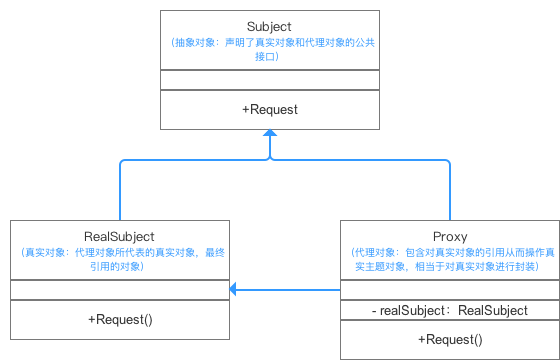 Subject
（抽象对象：声明了真实对象和代理对象的公共
接口）
+Request
RealSubject
（真实对象：代理对象所代表的真实对象，最终
引用的对象）
+Request()
Proxy
（代理对象：包含对真实对象的引用从而操作真
实主题对象，相当于对真实对象进行封装）
- realSubject：RealSubject
+Request()